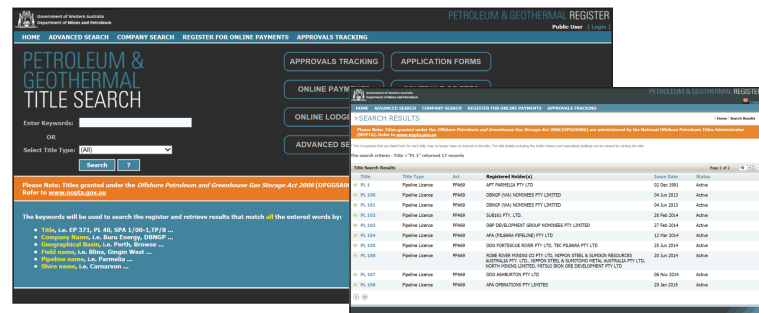 Government of Western Australia
Department of Mines and Petroleum
PETROLEUM & GEOTHERMAL REGISTER
Public User [ Login ]
HOME ADVANCED SEARCH COMPANY SEARCH REGISTER FOR ONLINE PAYMENTS APPROVALS TRACKING
PETROLEUM &
GEOTHERMAL
TITLE SEARCH
Enter Keywords:
OR
Select Title Type: (All)
Search ?
APPROVALS TRACKING APPLICATION FORMS
ONLINE PAYMENTS
ONLINE LODGE
ADVANCED SE
Please Note: Titles granted under the Offshore Petroleum and Greenhouse Gas Storage Act 2006 (OPGGSA00
Refer to www.nopta.gov.au
The keywords will be used to search the register and retrieve results that match all the entered words by:
• Title, i.e. EP 371, PL 40, SPA 1/00-1,TP/8 ...
• Company Name, i.e. Buru Energy, DBNGP ...
• Geographical Basin, i.e. Perth, Browse ...
• Field name, i.e. Blina, Gingin West ...
• Pipeline name, i.e. Parmelia ...
• Shire name, i.e. Carnarvon ...
Government of Western Australia
Department of Mines and Petroleum
PETROLEUM & GEOTHERMAL REGISTER
HOME ADVANCED SEARCH COMPANY SEARCH REGISTER FOR ONLINE PAYMENTS APPROVALS TRACKING
> SEARCH RESULTS
/ Home / Search Results
Please Note: Titles granted under the Offshore Petroleum and Greenhouse Gas Storage Act 2006 (OPGGSA00) are administered by the National Offshore Petroleum Titles Administrator
(NOPTA). Refer to www.nopta.gov.au
The search criteria - Title = "PL 1" returned 17 records
Title Search Results Page 1 of 2 10
Title Title Type Act Registered Holder(s) Issue Date Status
PL 1 Pipeline Licence PPA69 APT PARMELIA PTY LTD 02 Dec 1991 Active
PL 100 Pipeline Licence PPA69 DBNGP (WA) NOMINEES PTY LIMITED 04 Jun 2013 Active
PL 101 Pipeline Licence PPA69 DBNGP (WA) NOMINEES PTY LIMITED 04 Jun 2013 Active
PL 102 Pipeline Licence PPA69 SUB161 PTY. LTD. 26 Feb 2014 Active
PL 103 Pipeline Licence PPA69 DBP DEVELOPMENT GROUP NOMINEES PTY LIMITED 27 Feb 2014 Active
PL 104 Pipeline Licence PPA69 APA (PILBARA PIPELINE) PTY LTD 12 Mar 2014 Active
PL 105 Pipeline Licence PPA69 DDG FORTESCUE RIVER PTY LTD, TEC PILBARA PTY LTD 25 Jun 2014 Active
PL 106 Pipeline Licence PPA69 ROBE RIVER MINING CO PTY LTD, NIPPON STEEL & SUMIKIN RESOURCES
AUSTRALIA PTY. LTD., NIPPON STEEL & SUMITOMO METAL AUSTRALIA PTY LTD,
NORTH MINING LIMITED, MITSUI IRON ORE DEVELOPMENT PTY LTD 20 Jun 2014 Active
PL 107 Pipeline Licence PPA69 DDG ASHBURTON PTY LTD 06 Nov 2014 Active
PL 108 Pipeline Licence PPA69 APA OPERATIONS PTY LIMITED 29 Jan 2015 Active